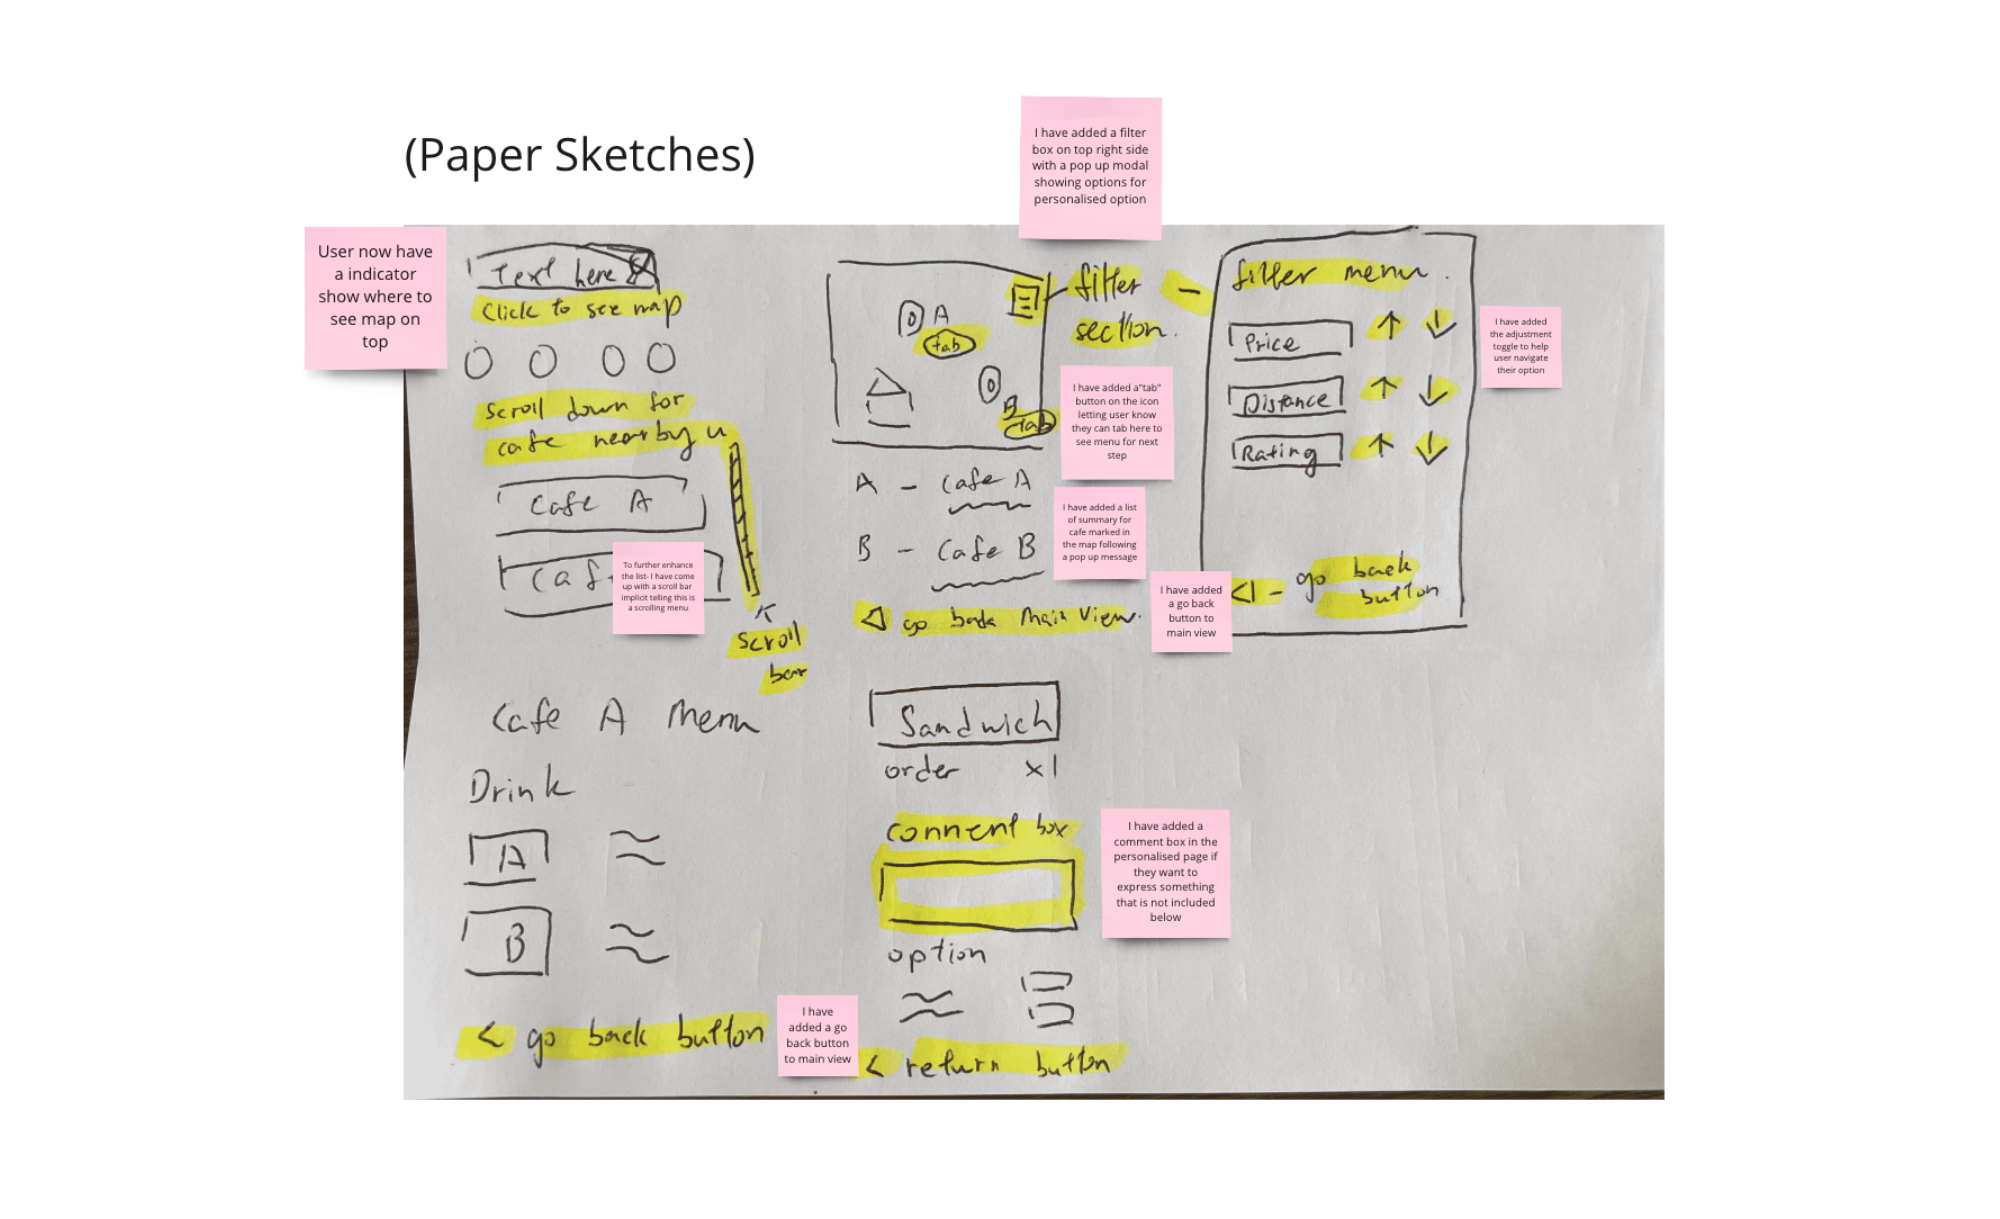 (Paper Sketches)
I have added a filter
box on top right side
with a pop up modal
showing options for
personalised option
User now have
a indicator
show where to
see map on
top
Text here
Click to see map
Scroll down for
cafe nearby u
Cafe A
Caf
To further enhance
the list- I have come
up with a scroll bar
implicit telling this is
a scrolling menu
scroll
bar
A
tab
B
tab
filter
section.
I have added a"tab"
button on the icon
letting user know
they can tab here to
see menu for next
step
A - Cafe A
B - Cafe B
I have added a list
of summary for
cafe marked in
the map following
a pop up message
go back main view.
I have added
a go back
button to
main view
filter menu.
Price
Distance
Rating
I have added
the adjustment
toggle to help
user navigate
their option
go back
button
Cafe A Menu
Drink
A
B
< go back button
I have
added a go
back button
to main view
Sandwich
order x1
comment box
I have added a
comment box in the
personalised page if
they want to
express something
that is not included
below
option
< return button